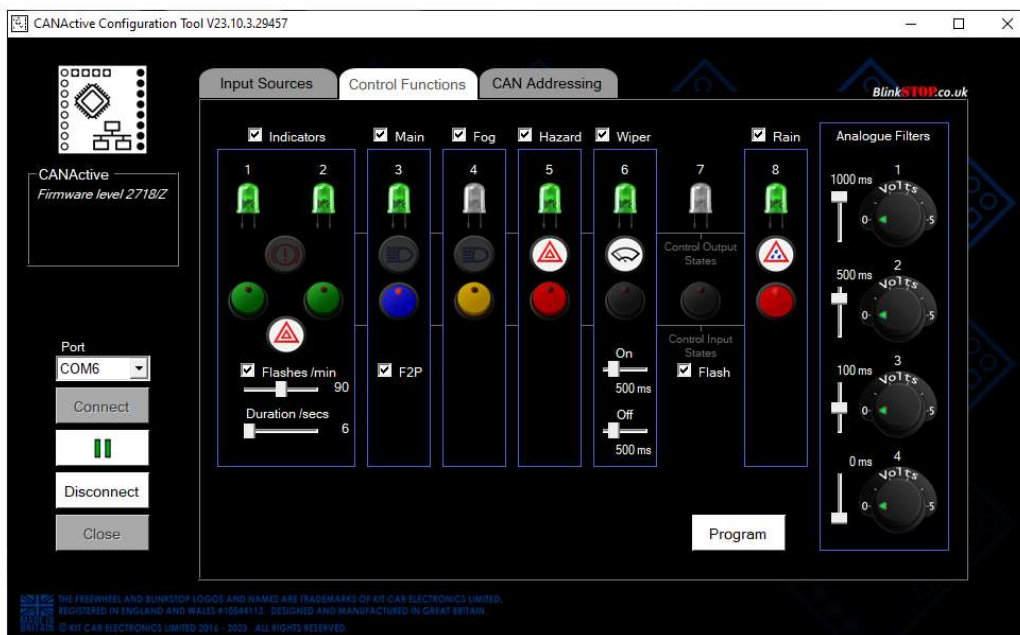 CANActive Configuration Tool V23.10.3.29457
Input Sources
Control Functions
CAN Addressing
BlinkSTOP.co.uk
CANActive
Firmware level 2718/Z
Indicators
Main
Fog
Hazard
Wiper
Rain
1
2
3
4
5
6
7
8
Control Output
States
Control Input
States
Flashes /min
90
Duration /secs
6
F2P
On
500 ms
Off
500 ms
Flash
Analogue Filters
1
1000 ms
Volts
0-
-5
2
500 ms
Volts
0-
-5
3
100 ms
Volts
0-
-5
4
0 ms
Volts
0-
-5
Port
COM6
Connect
Disconnect
Close
Program
MADE IN
BRITAIN
THE FREEWHEEL AND BLINKSTOP LOGOS AND NAMES ARE TRADEMARKS OF KIT CAR ELECTRONICS LIMITED.
REGISTERED IN ENGLAND AND WALES #10544113. DESIGNED AND MANUFACTURED IN GREAT BRITAIN.
© KIT CAR ELECTRONICS LIMITED 2016 - 2023. ALL RIGHTS RESERVED.